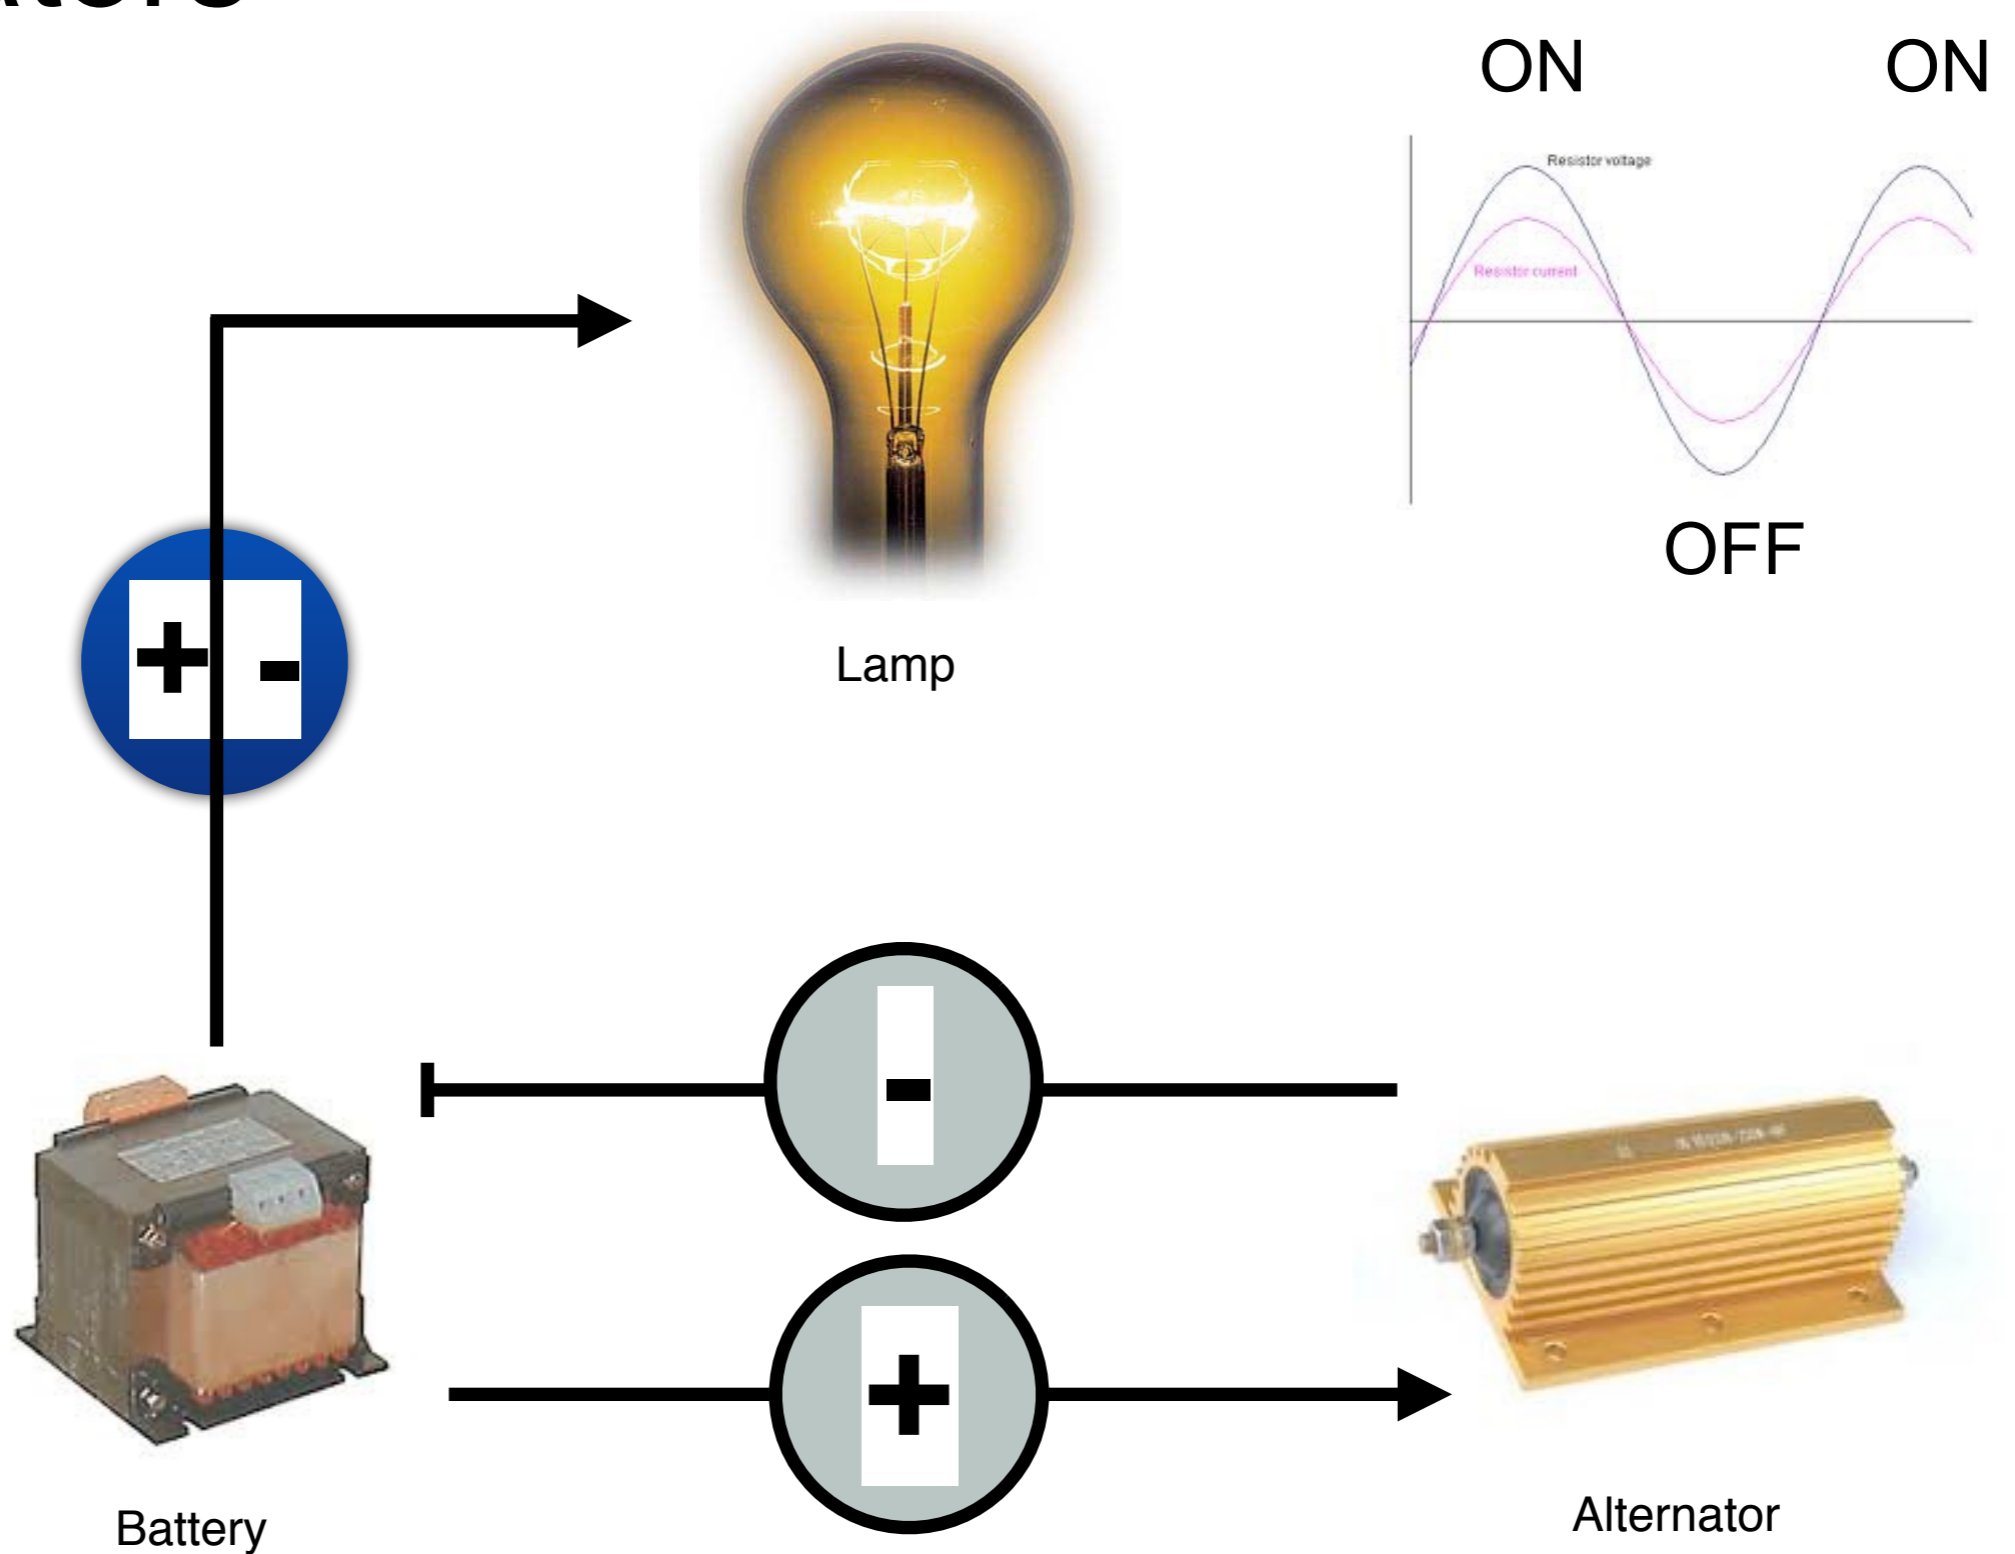 ON ON
Resistor voltage
Resistor current
OFF
+ -
Lamp
-
+
Battery
Alternator